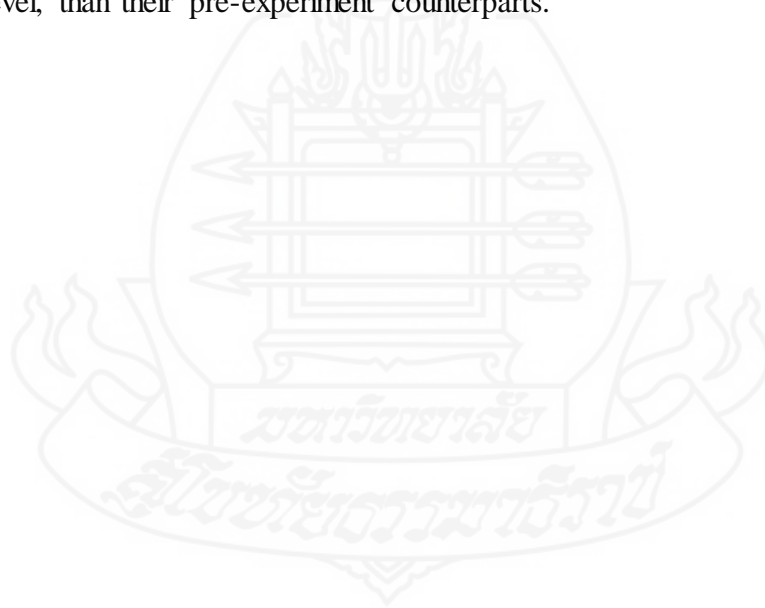 than their pre-experiment counterparts.
มหาวิทยาลัย
สุโขทัยธรรมาธิราช